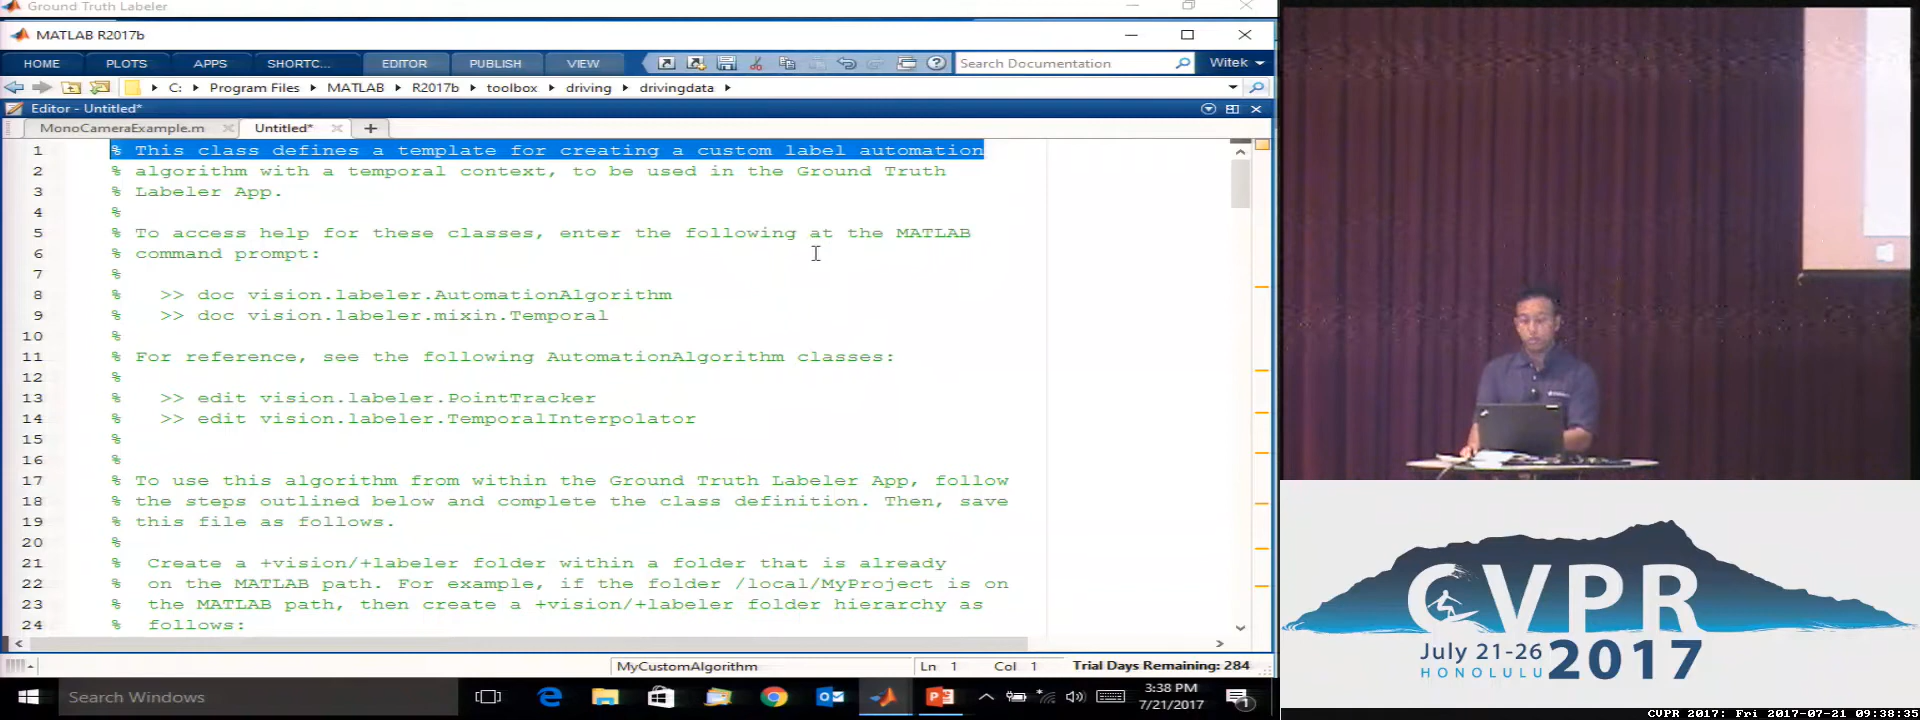 Ground Truth Labeler
MATLAB R2017b
HOME PLOTS APPS SHORTC... EDITOR PUBLISH VIEW Search Documentation Witek
C: Program Files MATLAB R2017b toolbox driving drivingdata
Editor - Untitled*
MonoCameraExample.m Untitled*
1 % This class defines a template for creating a custom label automation
2 % algorithm with a temporal context, to be used in the Ground Truth
3 % Labeler App.
4 %
5 % To access help for these classes, enter the following at the MATLAB
6 % command prompt:
7 %
8 % >> doc vision.labeler.AutomationAlgorithm
9 % >> doc vision.labeler.mixin.Temporal
10 %
11 % For reference, see the following AutomationAlgorithm classes:
12 %
13 % >> edit vision.labeler.PointTracker
14 % >> edit vision.labeler.TemporalInterpolator
15 %
16 %
17 % To use this algorithm from within the Ground Truth Labeler App, follow
18 % the steps outlined below and complete the class definition. Then, save
19 % this file as follows.
20 %
21 % Create a +vision/+labeler folder within a folder that is already
22 % on the MATLAB path. For example, if the folder /local/MyProject is on
23 % the MATLAB path, then create a +vision/+labeler folder hierarchy as
24 % follows:
MyCustomAlgorithm Ln 1 Col 1 Trial Days Remaining: 284
Search Windows
3:38 PM
7/21/2017
CVPR
July 21-26
HONOLULU
2017
CVPR 2017: Fri 2017-07-21 09:38:35